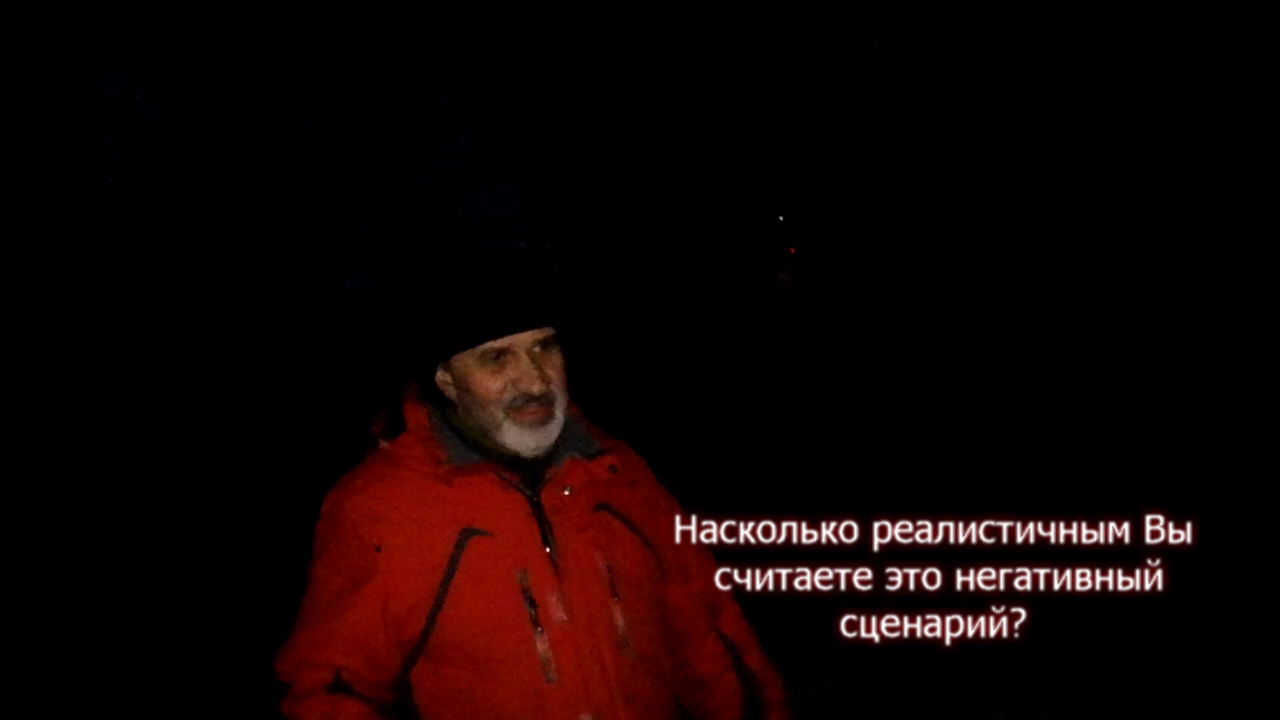 Насколько реалистичным Вы
считаете это негативный
сценарий?